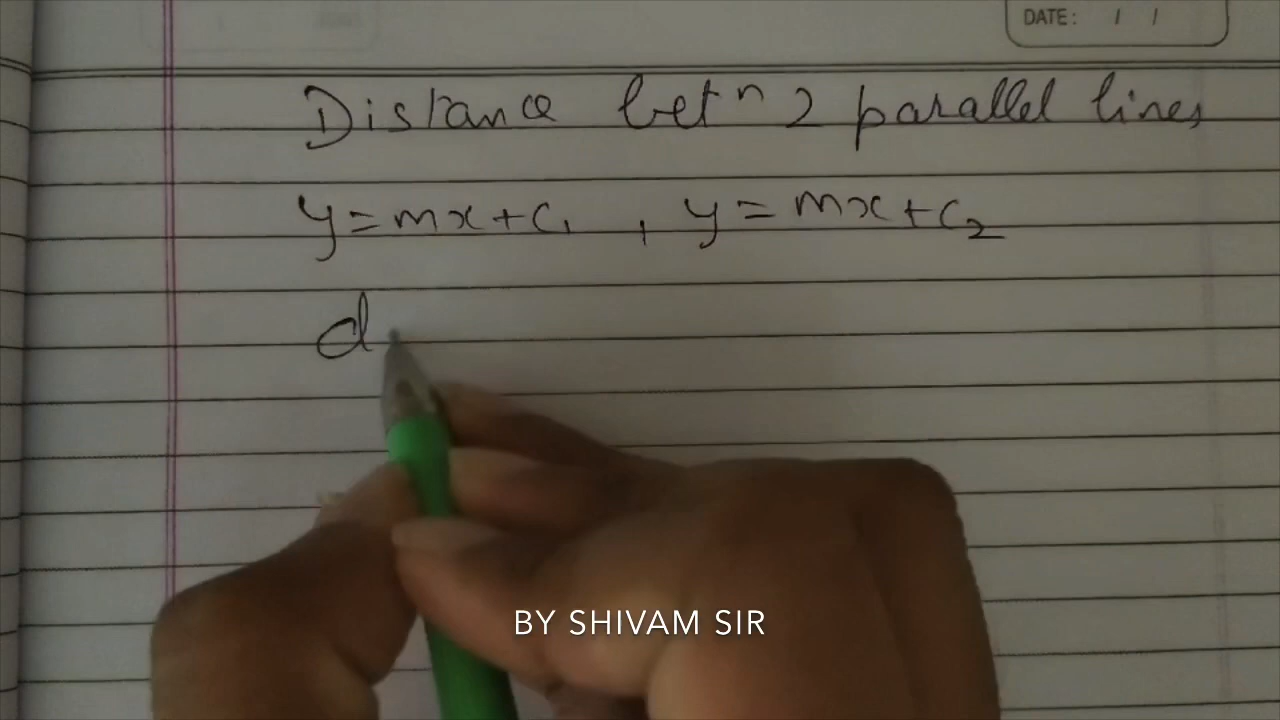 DATE: / /
Distance betⁿ 2 parallel lines
y=mx+c₁ , y=mx+c₂
d
BY SHIVAM SIR